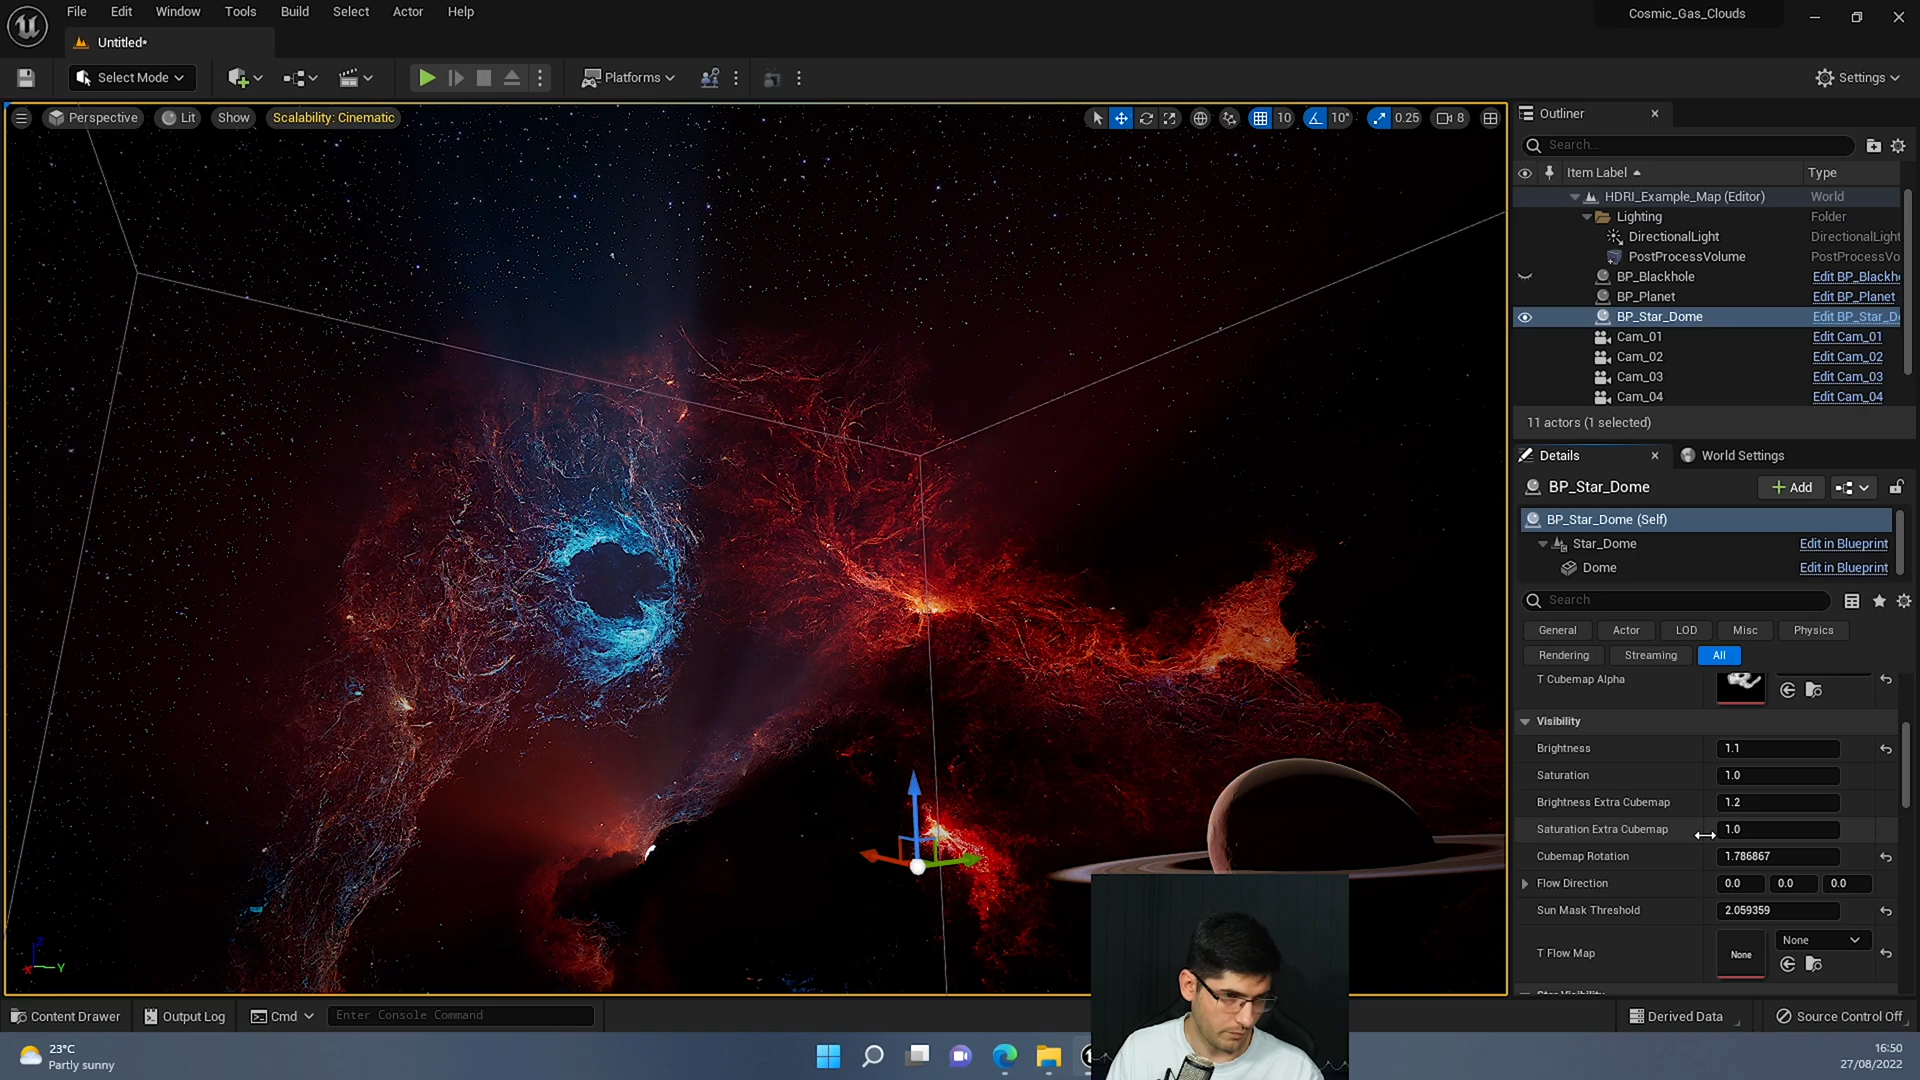 File Edit Window Tools Build Select Actor Help
Cosmic_Gas_Clouds
Untitled*
Select Mode
Platforms
Settings
Perspective Lit Show Scalability: Cinematic
10 10° 0.25 8
Outliner
Search...
Item Label Type
HDRI_Example_Map (Editor) World
Lighting Folder
DirectionalLight DirectionalLight
PostProcessVolume PostProcessVo
BP_Blackhole Edit BP_Blackh
BP_Planet Edit BP_Planet
BP_Star_Dome Edit BP_Star_D
Cam_01 Edit Cam_01
Cam_02 Edit Cam_02
Cam_03 Edit Cam_03
Cam_04 Edit Cam_04
11 actors (1 selected)
Details World Settings
BP_Star_Dome Add
BP_Star_Dome (Self)
Star_Dome Edit in Blueprint
Dome Edit in Blueprint
Search
General Actor LOD Misc Physics
Rendering Streaming All
T Cubemap Alpha
Visibility
Brightness 1.1
Saturation 1.0
Brightness Extra Cubemap 1.2
Saturation Extra Cubemap 1.0
Cubemap Rotation 1.786867
Flow Direction 0.0 0.0 0.0
Sun Mask Threshold 2.059359
T Flow Map None None
Z
X Y
Content Drawer Output Log Cmd Enter Console Command
Derived Data Source Control Off
23°C
Partly sunny
16:50
27/08/2022